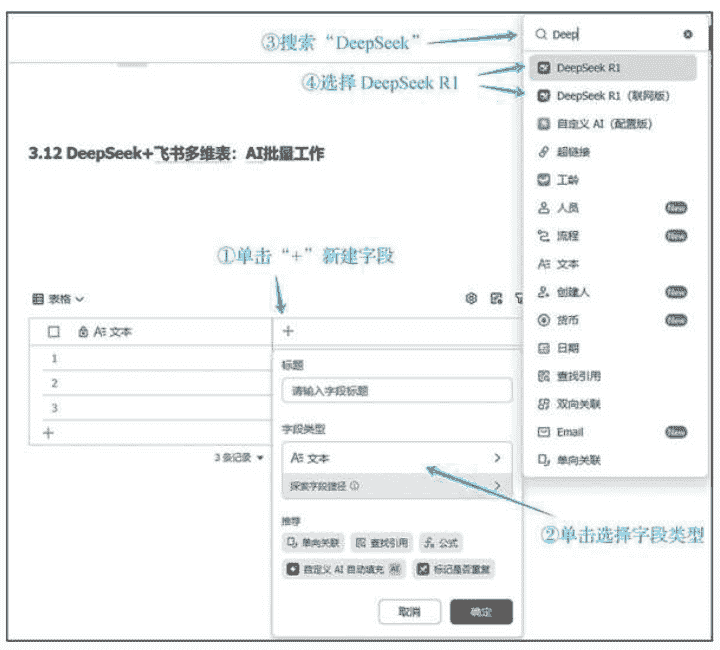 ③搜索“DeepSeek”
④选择 DeepSeek R1
Deep
DeepSeek R1
DeepSeek R1（联网版）
自定义 AI（配置版）
超链接
工龄
人员 New
流程 New
文本
创建人 New
货币 New
日期
查找引用
双向关联
Email New
单向关联
3.12 DeepSeek+飞书多维表：AI批量工作
①单击“+”新建字段
表格
文本
1
2
3
3 条记录
标题
请输入字段标题
字段类型
文本
探索字段捷径
②单击选择字段类型
推荐
单向关联 查找引用 公式
自定义 AI 自动填充 标记是否重复
取消 确定